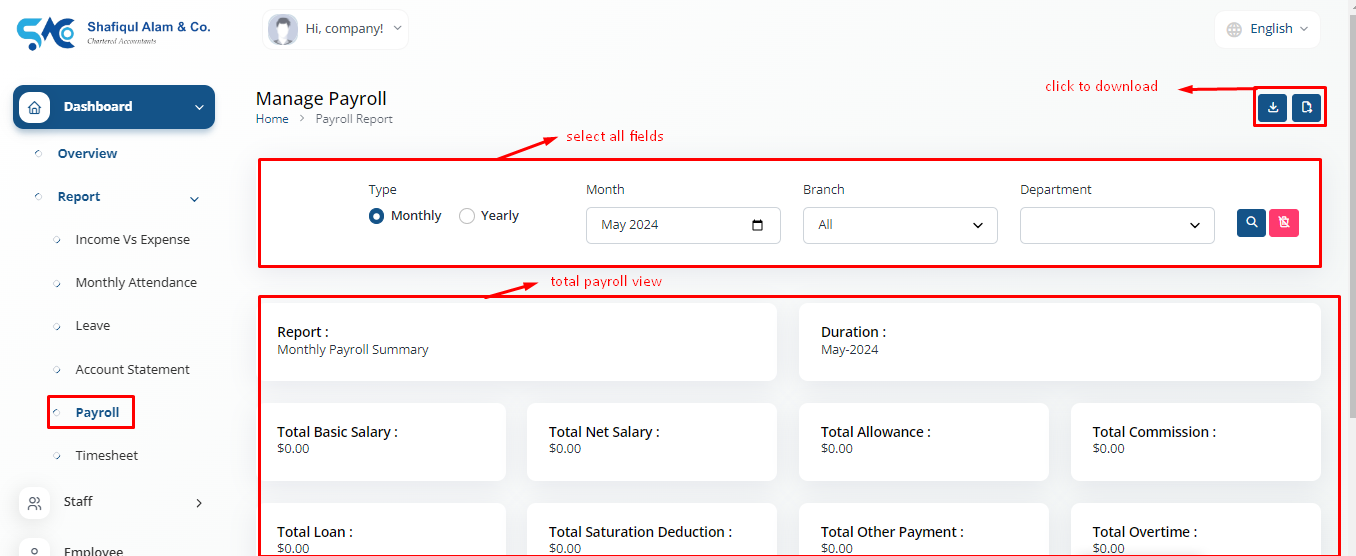 Shafiqul Alam & Co.
Chartered Accountants
Hi, company!
English
Dashboard
Overview
Report
Income Vs Expense
Monthly Attendance
Leave
Account Statement
Payroll
Timesheet
Staff
Employee
Manage Payroll
Home > Payroll Report
click to download
select all fields
Type
Monthly Yearly
Month
May 2024
Branch
All
Department
total payroll view
Report :
Monthly Payroll Summary
Duration :
May-2024
Total Basic Salary :
$0.00
Total Net Salary :
$0.00
Total Allowance :
$0.00
Total Commission :
$0.00
Total Loan :
$0.00
Total Saturation Deduction :
$0.00
Total Other Payment :
$0.00
Total Overtime :
$0.00